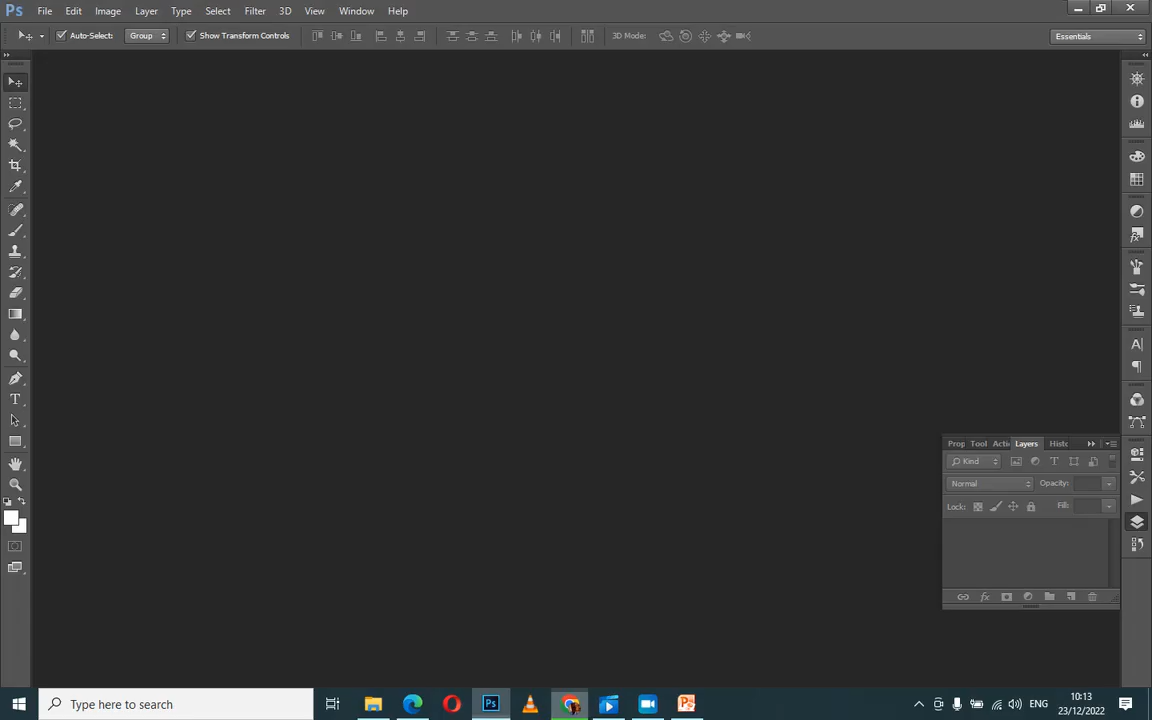 Ps File Edit Image Layer Type Select Filter 3D View Window Help
Auto-Select: Group Show Transform Controls 3D Mode: Essentials
Prop Tool Actio Layers Histo
Kind
Normal Opacity:
Lock: Fill:
Type here to search
Ps
ENG
10:13
23/12/2022